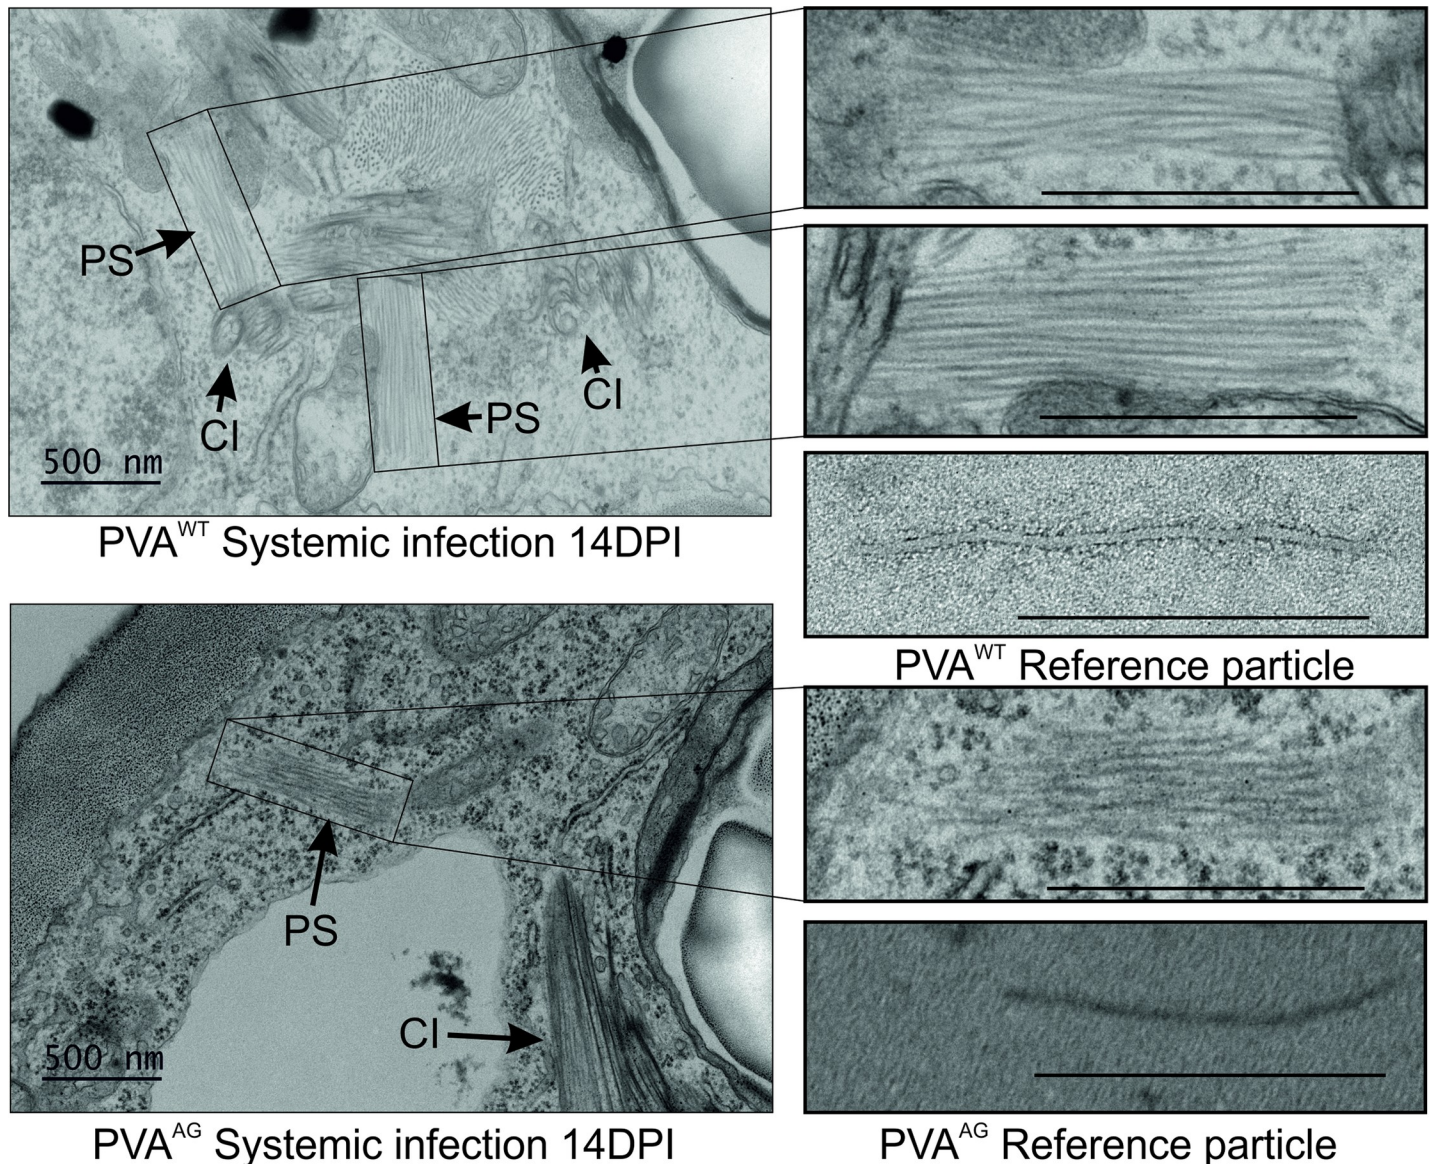 PS
CI
PS
CI
500 nm
PVAWT Systemic infection 14DPI
PVAWT Reference particle
PS
CI
500 nm
PVAAG Systemic infection 14DPI
PVAAG Reference particle